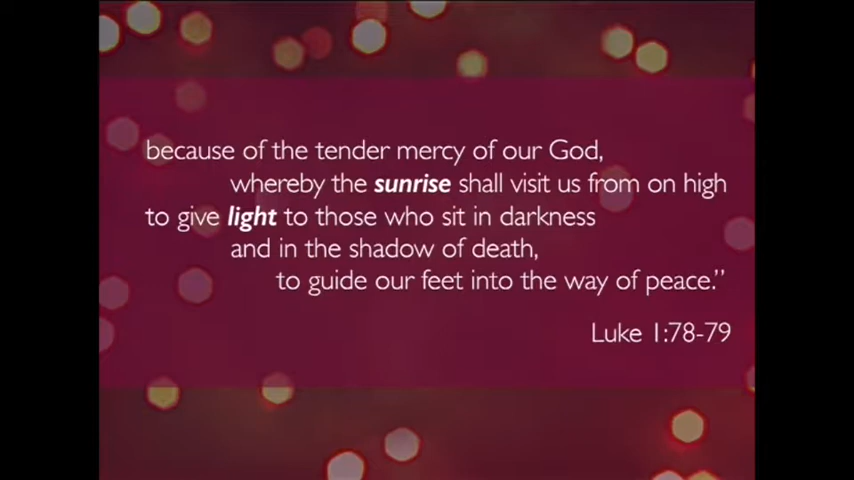 because of the tender mercy of our God,
whereby the sunrise shall visit us from on high
to give light to those who sit in darkness
and in the shadow of death,
to guide our feet into the way of peace.”
Luke 1:78-79